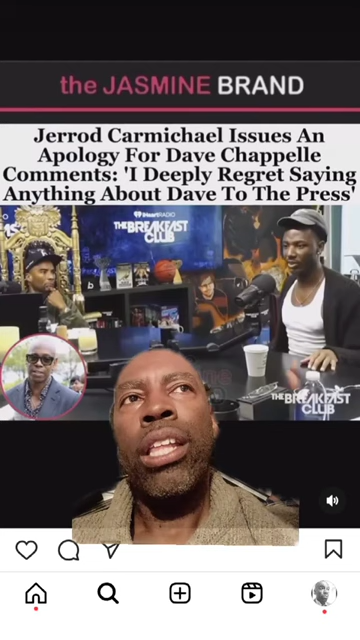 the JASMINE BRAND
Jerrod Carmichael Issues An
Apology For Dave Chappelle
Comments: 'I Deeply Regret Saying
Anything About Dave To The Press'
iHeartRADIO
THE BREAKFAST
CLUB
THE BREAKFAST
CLUB